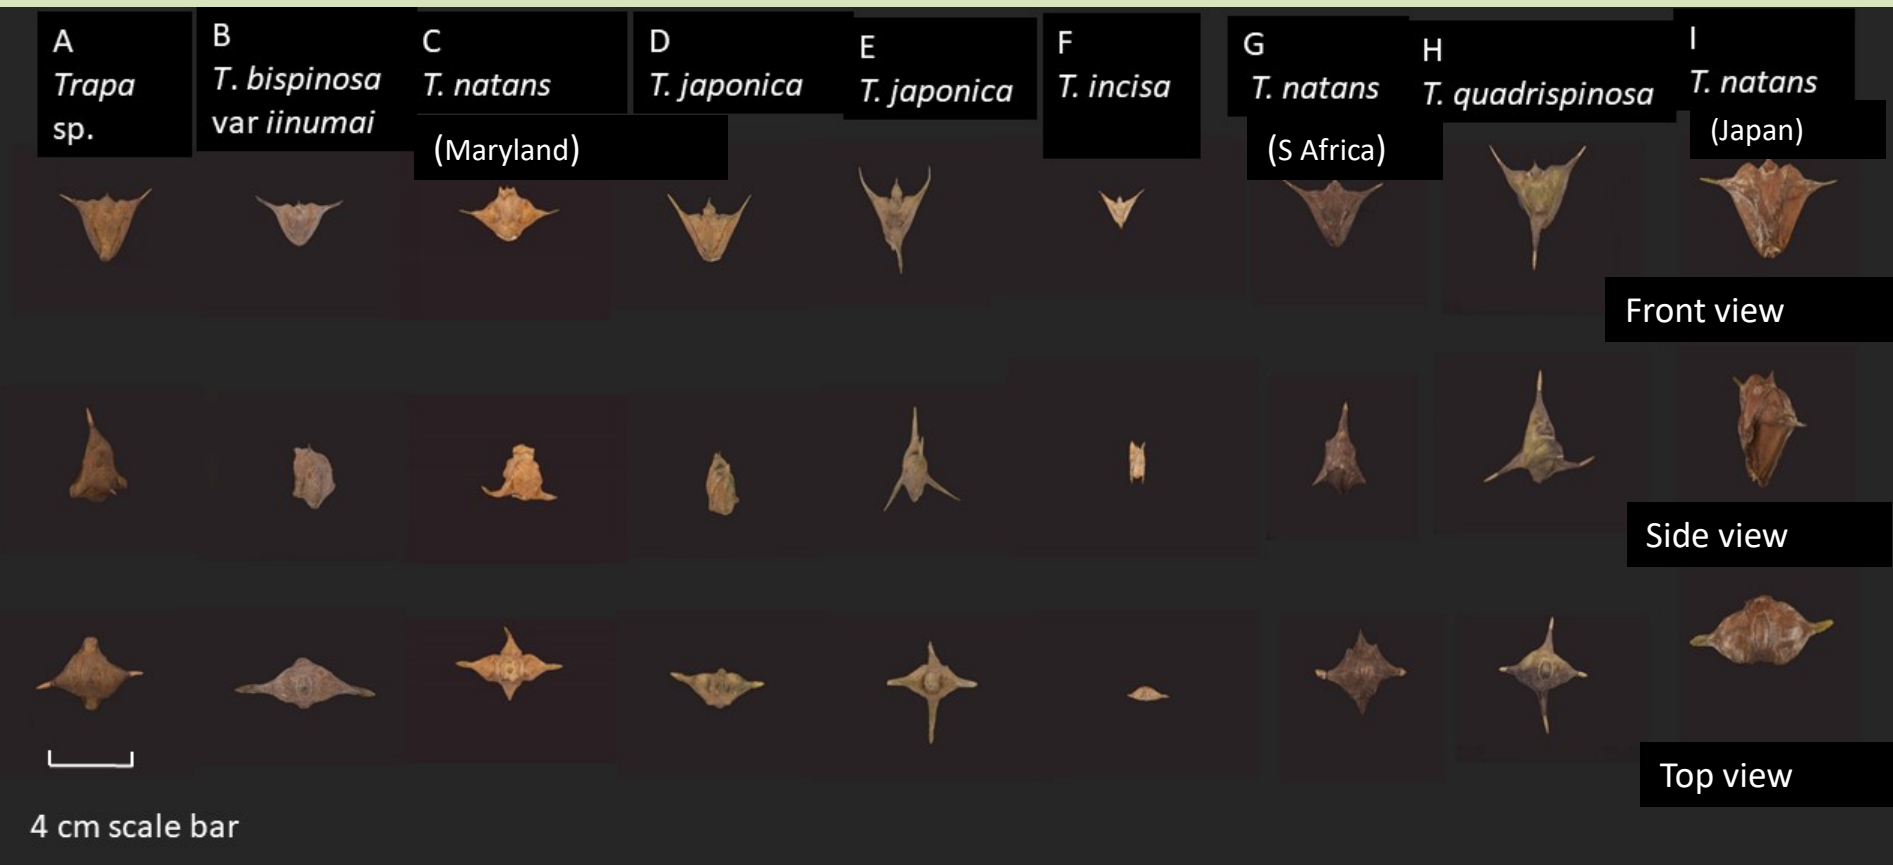 A
Trapa
sp.
B
T. bispinosa
var iinumai
C
T. natans
(Maryland)
D
T. japonica
E
T. japonica
F
T. incisa
G
T. natans
(S Africa)
H
T. quadrispinosa
I
T. natans
(Japan)
Front view
Side view
Top view
4 cm scale bar